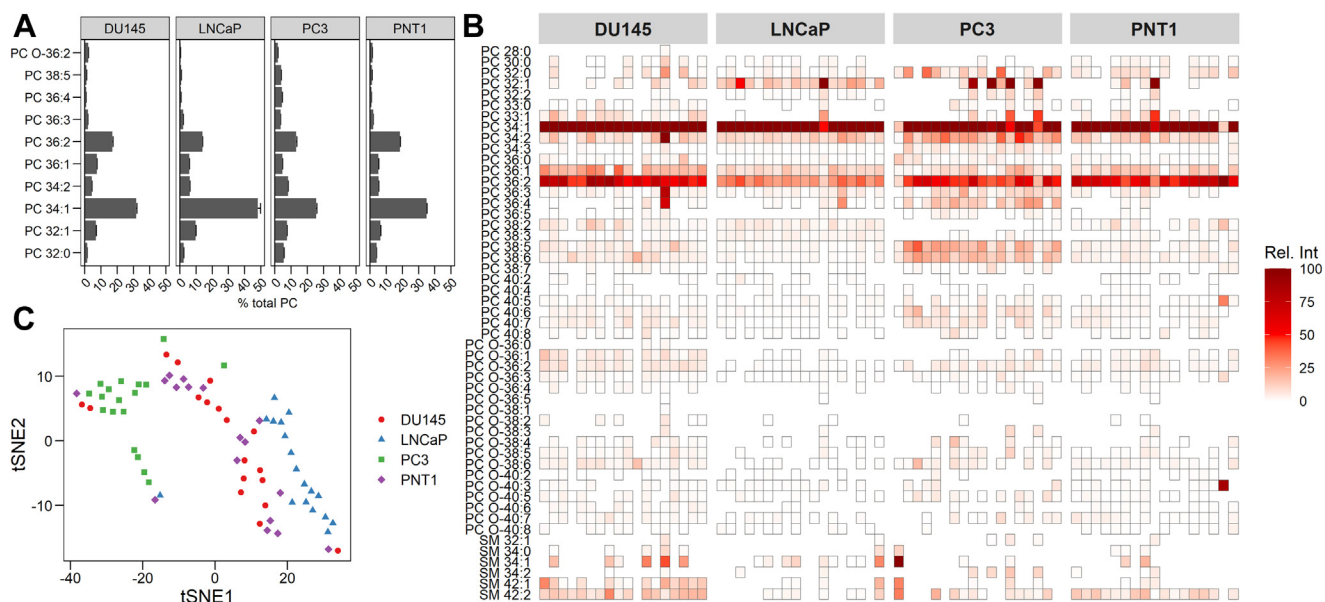 A
DU145 LNCaP PC3 PNT1
PC O-36:2
PC 38:5
PC 36:4
PC 36:3
PC 36:2
PC 36:1
PC 34:2
PC 34:1
PC 32:1
PC 32:0
0 10 20 30 40 50 0 10 20 30 40 50 0 10 20 30 40 50 0 10 20 30 40 50
% total PC
B
DU145 LNCaP PC3 PNT1
PC 28:0
PC 30:0
PC 32:0
PC 32:1
PC 32:2
PC 33:0
PC 33:1
PC 34:1
PC 34:2
PC 34:3
PC 36:0
PC 36:1
PC 36:2
PC 36:3
PC 36:4
PC 36:5
PC 38:2
PC 38:3
PC 38:5
PC 38:6
PC 38:7
PC 40:2
PC 40:4
PC 40:5
PC 40:6
PC 40:7
PC 40:8
PC O-36:0
PC O-36:1
PC O-36:2
PC O-36:3
PC O-36:4
PC O-36:5
PC O-38:1
PC O-38:2
PC O-38:3
PC O-38:4
PC O-38:5
PC O-38:6
PC O-40:2
PC O-40:3
PC O-40:5
PC O-40:6
PC O-40:7
PC O-40:8
SM 32:1
SM 34:0
SM 34:1
SM 34:2
SM 42:1
SM 42:2
Rel. Int
100
75
50
25
0
C
tSNE2
10
0
-10
-40 -20 0 20
tSNE1
DU145
LNCaP
PC3
PNT1